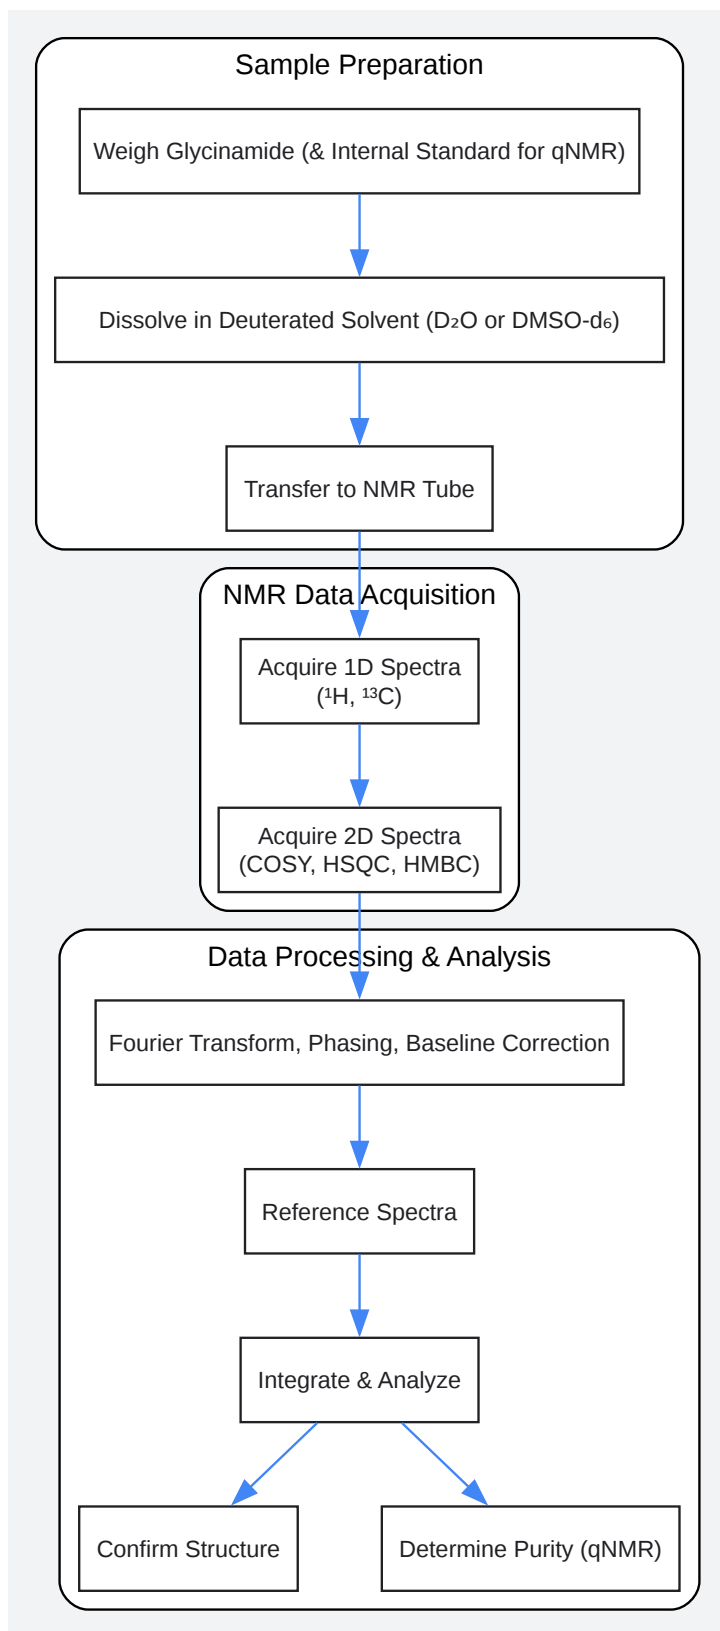 Sample Preparation
Weigh Glycinamide (& Internal Standard for qNMR)
Dissolve in Deuterated Solvent (D₂O or DMSO-d₆)
Transfer to NMR Tube
NMR Data Acquisition
Acquire 1D Spectra
(¹H, ¹³C)
Acquire 2D Spectra
(COSY, HSQC, HMBC)
Data Processing & Analysis
Fourier Transform, Phasing, Baseline Correction
Reference Spectra
Integrate & Analyze
Confirm Structure
Determine Purity (qNMR)